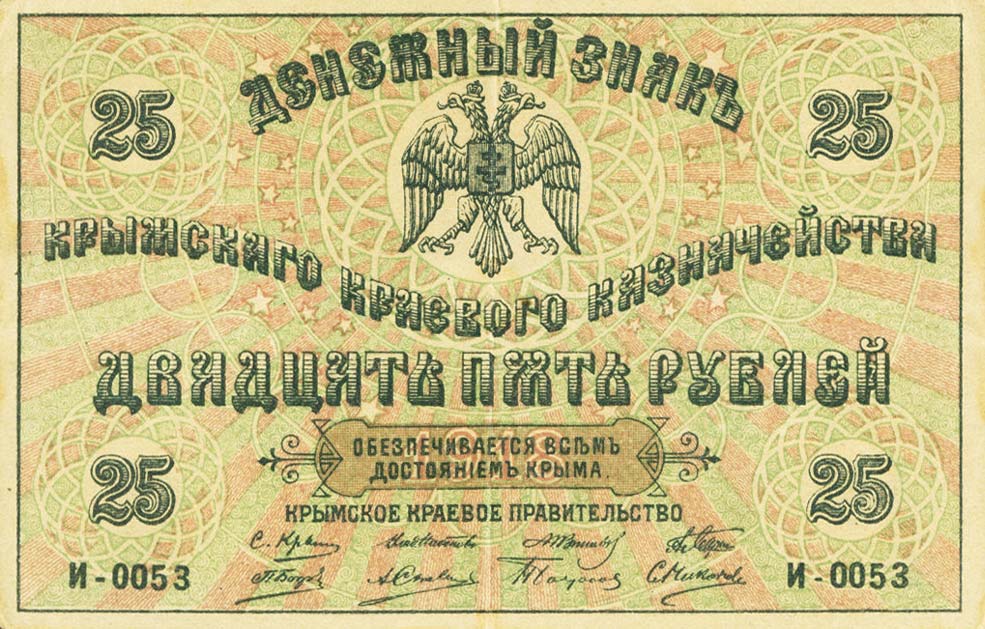 ДЕНЕЖНЫЙ ЗНАКЪ
25
25
КРЫМСКАГО КРАЕВОГО КАЗНАЧЕЙСТВА
ДВАДЦАТЬ ПЯТЬ РУБЛЕЙ
1918
ОБЕЗПЕЧИВАЕТСЯ ВСѢМЪ
ДОСТОЯНІЕМЪ КРЫМА.
25
25
КРЫМСКОЕ КРАЕВОЕ ПРАВИТЕЛЬСТВО
И-0053
И-0053